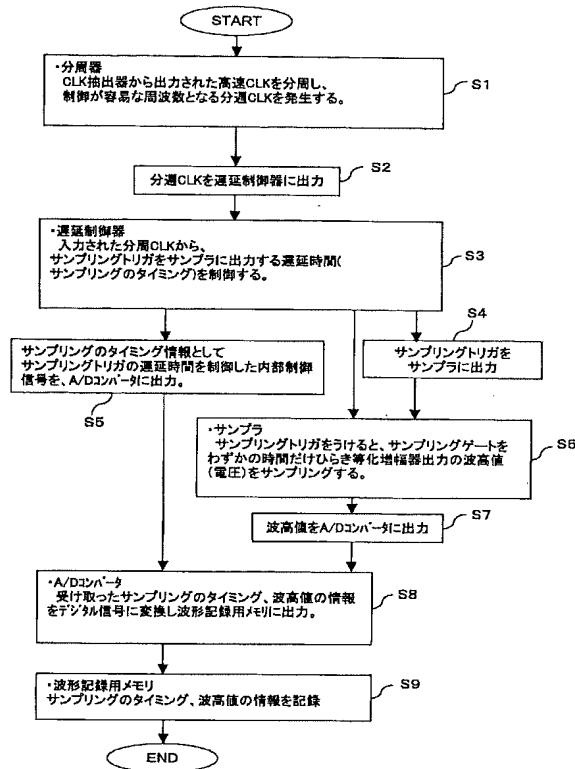 START
・分周器
CLK抽出器から出力された高速CLKを分周し、
制御が容易な周波数となる分週CLKを発生する。
S1
S2
分週CLKを遅延制御器に出力
・遅延制御器
入力された分周CLKから、
サンプリングトリガをサンプラに出力する遅延時間(
サンプリングのタイミング)を制御する。
S3
S4
サンプリングのタイミング情報として
サンプリングトリガの遅延時間を制御した内部制御
信号を、A/Dコンバータに出力。
S5
サンプリングトリガを
サンプラに出力
・サンプラ
サンプリングトリガをうけると、サンプリングゲートを
わずかの時間だけひらき等化増幅器出力の波高値
(電圧)をサンプリングする。
S6
S7
波高値をA/Dコンバータに出力
・A/Dコンバータ
受け取ったサンプリングのタイミング、波高値の情報
をデジタル信号に変換し波形記録用メモリに出力。
S8
・波形記録用メモリ
サンプリングのタイミング、波高値の情報を記録
S9
END